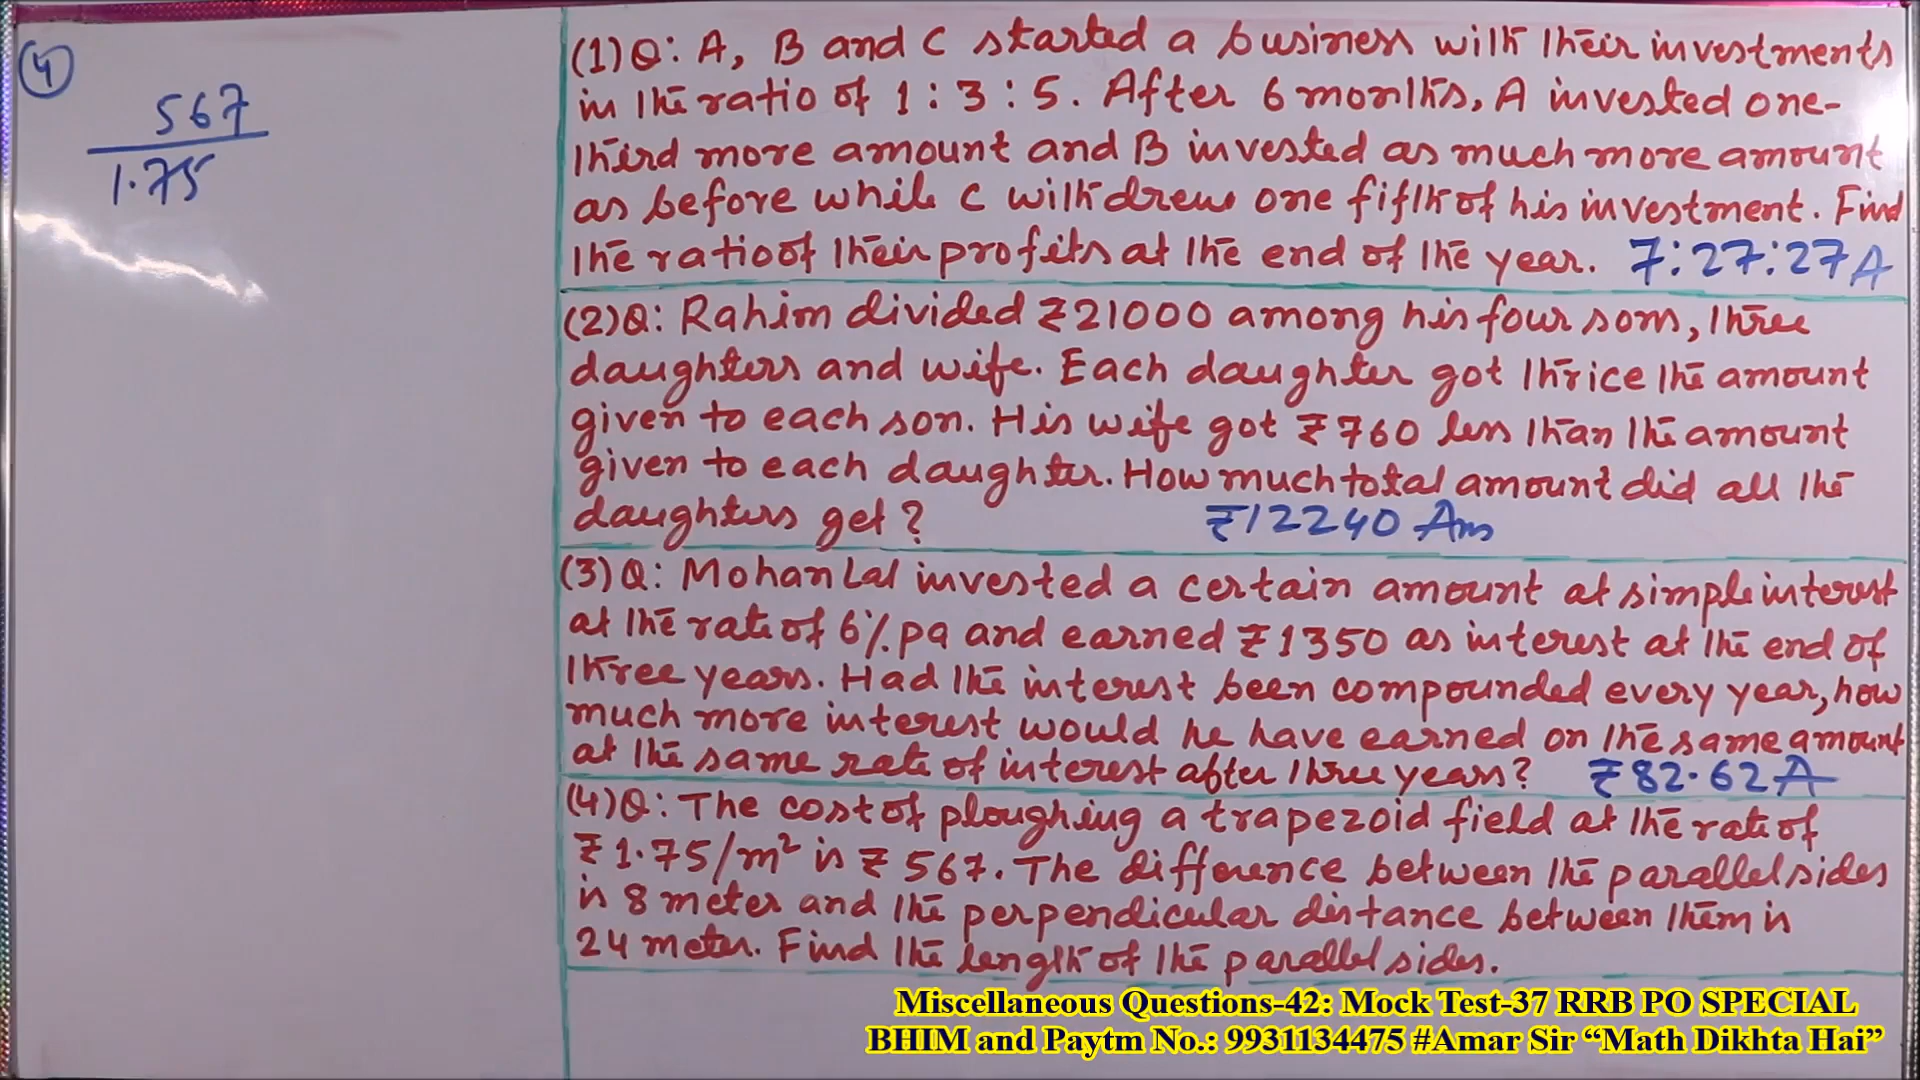 (4)
567
1.75
(1)Q: A, B and C started a business with their investments
in the ratio of 1 : 3 : 5. After 6 months, A invested one-
third more amount and B invested as much more amount
as before while C withdrew one fifth of his investment. Find
the ratio of their profits at the end of the year. 7:27:27 A
(2)Q: Rahim divided ₹21000 among his four sons, three
daughters and wife. Each daughter got thrice the amount
given to each son. His wife got ₹760 less than the amount
given to each daughter. How much total amount did all the
daughters get? ₹12240 Ans
(3)Q: Mohan Lal invested a certain amount at simple interest
at the rate of 6% pa and earned ₹1350 as interest at the end of
three years. Had the interest been compounded every year, how
much more interest would he have earned on the same amount
at the same rate of interest after three years? ₹82.62 A
(4)Q: The cost of ploughing a trapezoid field at the rate of
₹1.75/m² is ₹567. The difference between the parallel sides
is 8 meter and the perpendicular distance between them is
24 meter. Find the length of the parallel sides.
Miscellaneous Questions-42: Mock Test-37 RRB PO SPECIAL
BHIM and Paytm No.: 9931134475 #Amar Sir “Math Dikhta Hai”